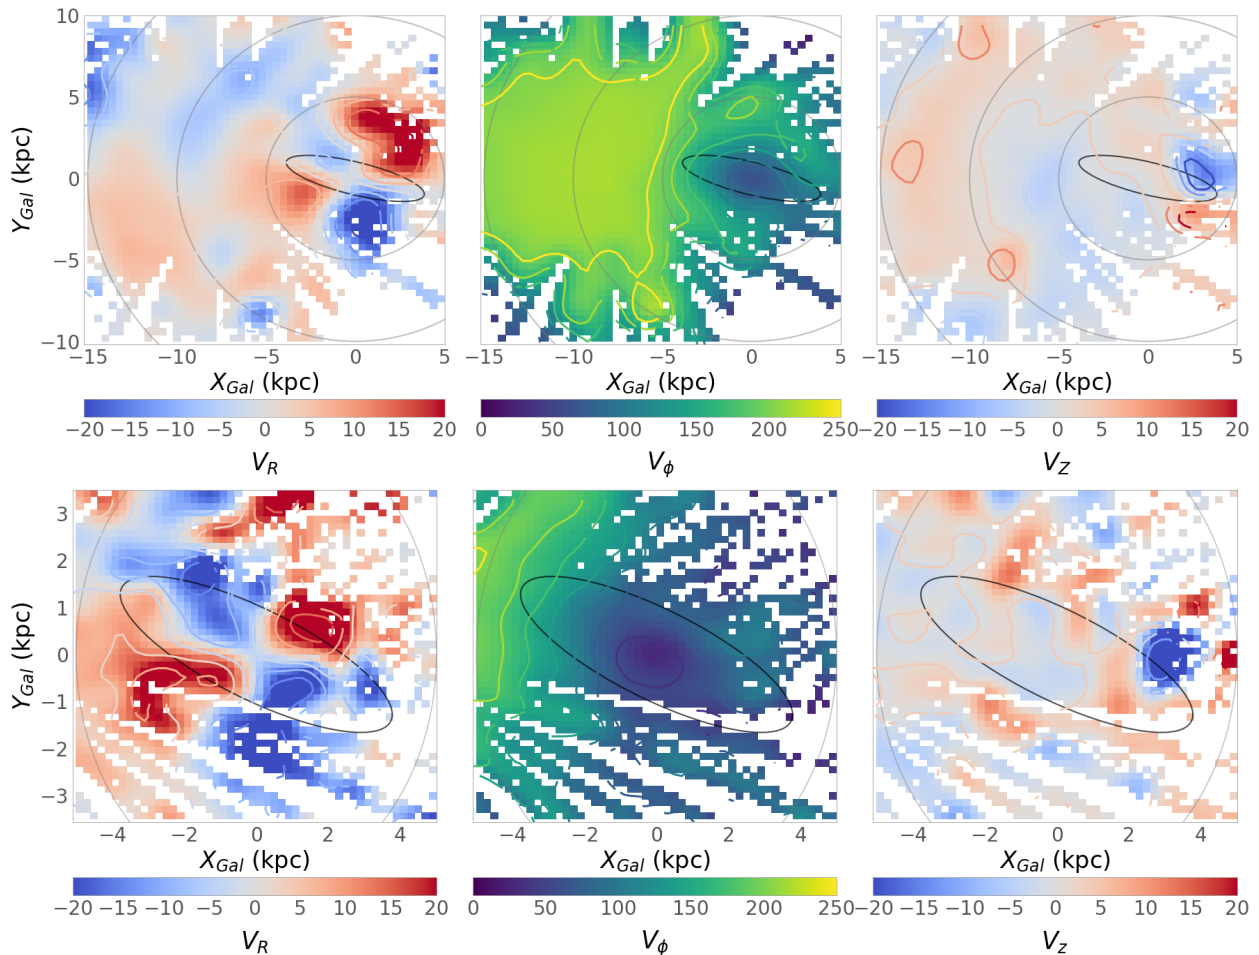 10
5
0
−5
−10
Y_Gal (kpc)
−15 −10 −5 0 5
−15 −10 −5 0 5
−15 −10 −5 0 5
X_Gal (kpc)
X_Gal (kpc)
X_Gal (kpc)
−20 −15 −10 −5 0 5 10 15 20
0 50 100 150 200 250
−20 −15 −10 −5 0 5 10 15 20
V_R
V_ϕ
V_Z
3
2
1
0
−1
−2
−3
Y_Gal (kpc)
−4 −2 0 2 4
−4 −2 0 2 4
−4 −2 0 2 4
X_Gal (kpc)
X_Gal (kpc)
X_Gal (kpc)
−20 −15 −10 −5 0 5 10 15 20
0 50 100 150 200 250
−20 −15 −10 −5 0 5 10 15 20
V_R
V_ϕ
V_z